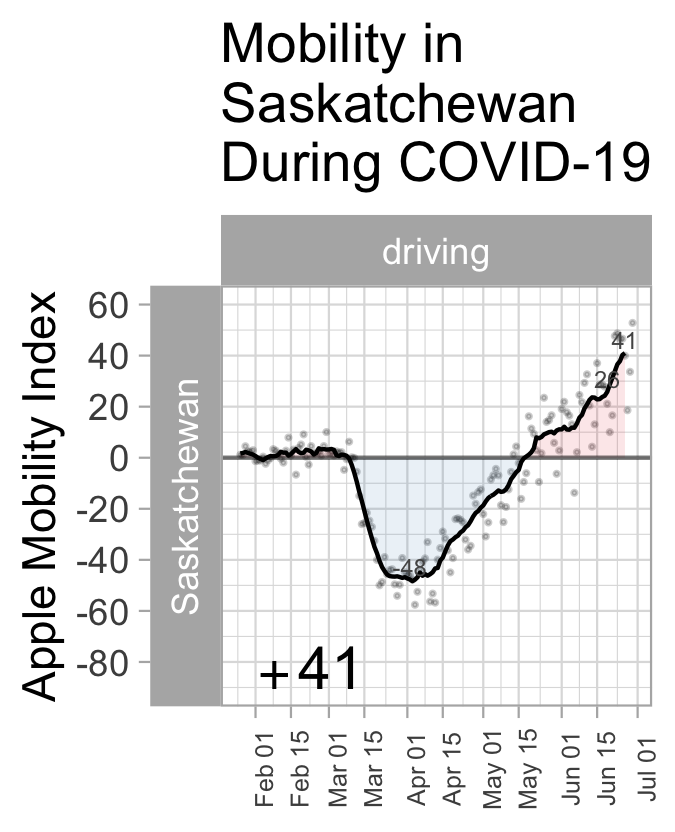 Mobility in
Saskatchewan
During COVID-19
driving
Apple Mobility Index
Saskatchewan
60
40
20
0
-20
-40
-60
-80
41
26
-48
+41
Feb 01
Feb 15
Mar 01
Mar 15
Apr 01
Apr 15
May 01
May 15
Jun 01
Jun 15
Jul 01